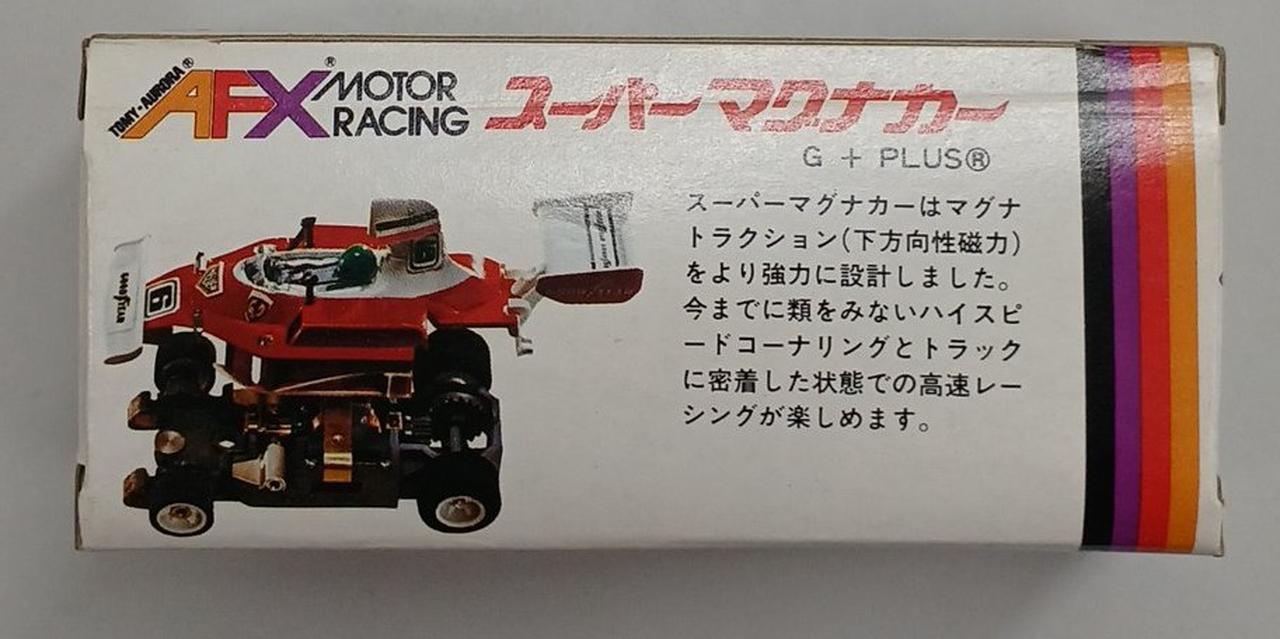 TOMY・AURORA® AFX® MOTOR RACING
スーパーマグナカー
G + PLUS®
スーパーマグナカーはマグナ
トラクション(下方向性磁力)
をより強力に設計しました。
今までに類をみないハイスピ
ードコーナリングとトラック
に密着した状態での高速レー
シングが楽しめます。
GOODYEAR
6
6